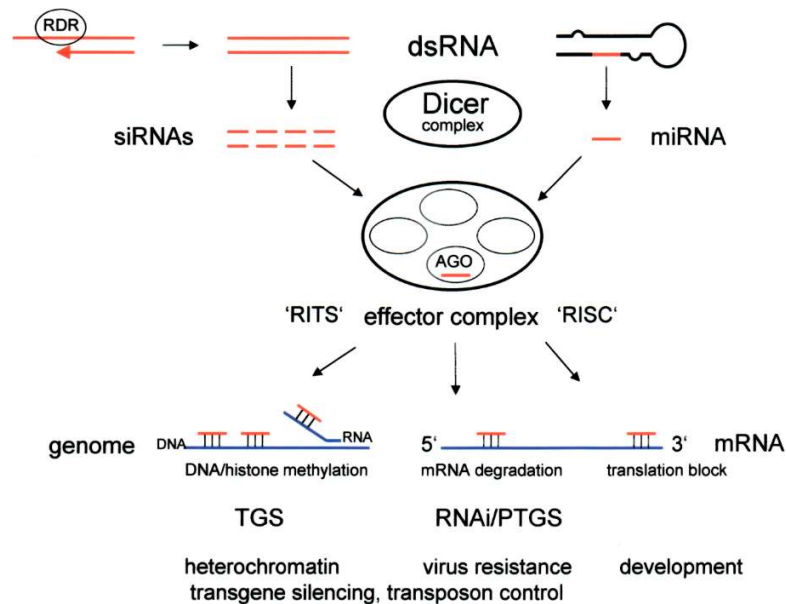 RDR
dsRNA
Dicer
complex
siRNAs
miRNA
AGO
‘RITS‘ effector complex ‘RISC‘
genome DNA RNA 5‘ 3‘ mRNA
DNA/histone methylation mRNA degradation translation block
TGS RNAi/PTGS
heterochromatin virus resistance development
transgene silencing, transposon control